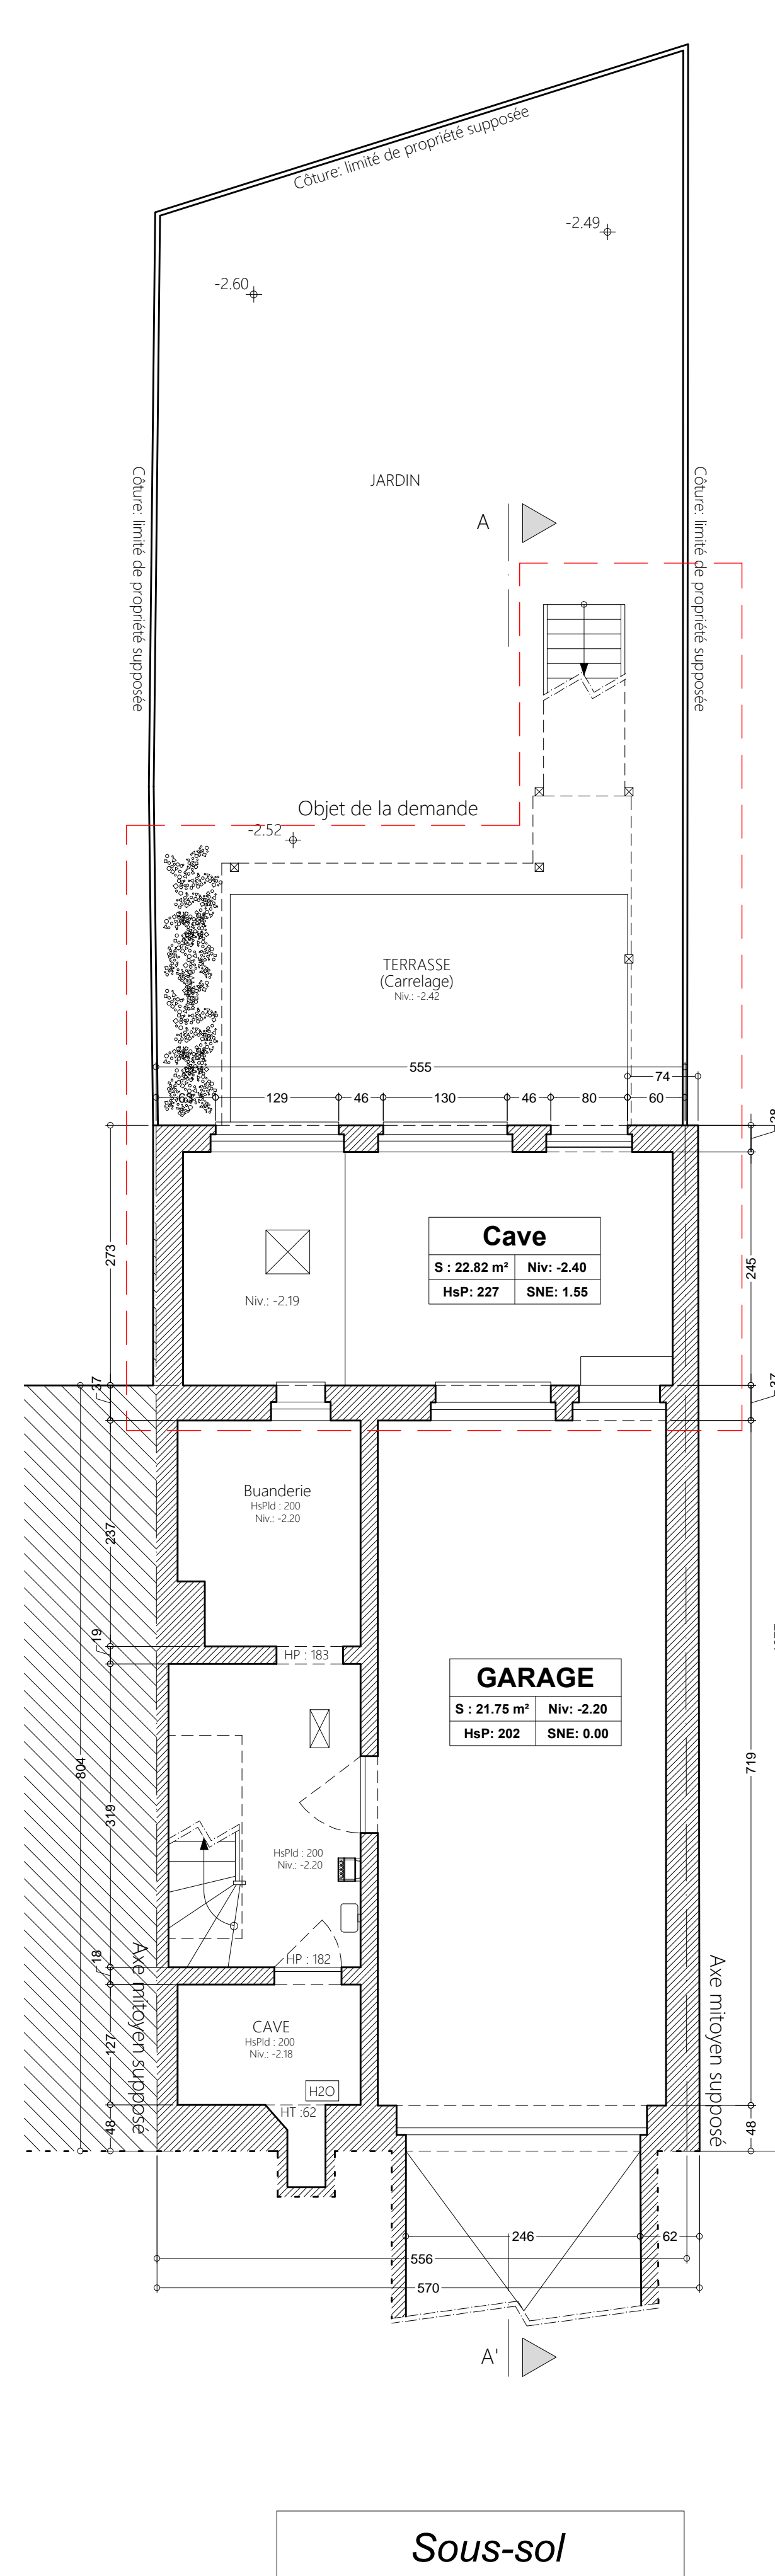 Côture: limité de propriété supposée
-2.49
-2.60
JARDIN
Côture: limité de propriété supposée
Côture: limité de propriété supposée
A
Objet de la demande
-2.52
TERRASSE
(Carrelage)
Niv.: -2.42
555
74
63
129
46
130
46
80
60
28
273
Cave
S : 22.82 m²
Niv: -2.40
HsP: 227
SNE: 1.55
245
Niv.: -2.19
37
37
Buanderie
HsPld : 200
Niv.: -2.20
237
19
HP : 183
GARAGE
S : 21.75 m²
Niv: -2.20
HsP: 202
SNE: 0.00
804
319
719
HsPld : 200
Niv.: -2.20
18
HP : 182
Axe mitoyen supposé
Axe mitoyen supposé
CAVE
HsPld : 200
Niv.: -2.18
127
H2O
HT :62
48
48
246
62
556
570
A'
Sous-sol